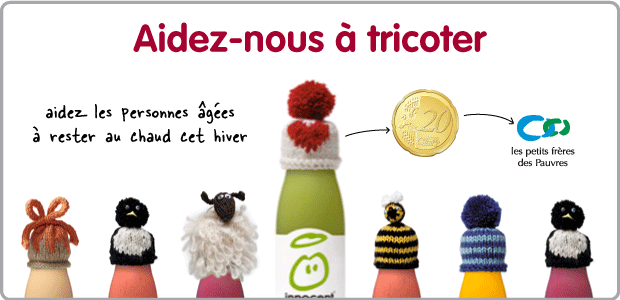 Aidez-nous à tricoter
aidez les personnes âgées
à rester au chaud cet hiver
20
les petits frères
des Pauvres
innocent